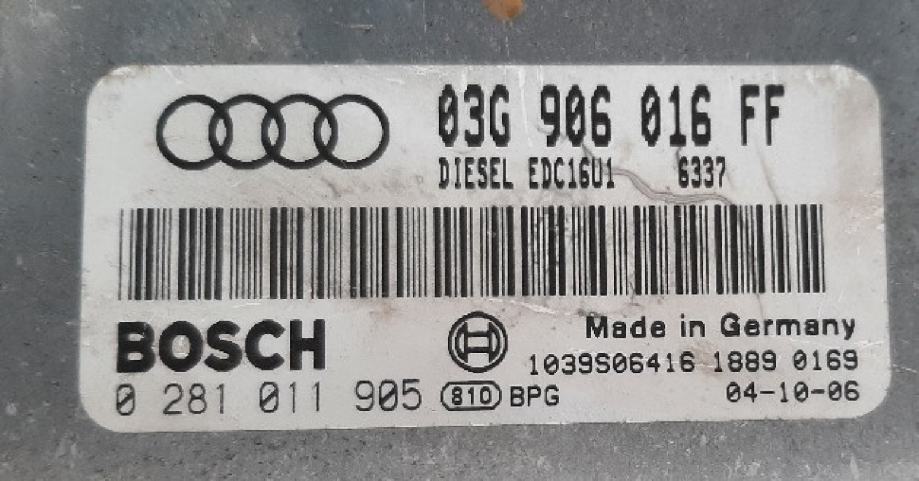 03G 906 016 FF
DIESEL EDC16U1 6337
BOSCH
Made in Germany
1039S06416 1889 0169
0 281 011 905 810 BPG
04-10-06